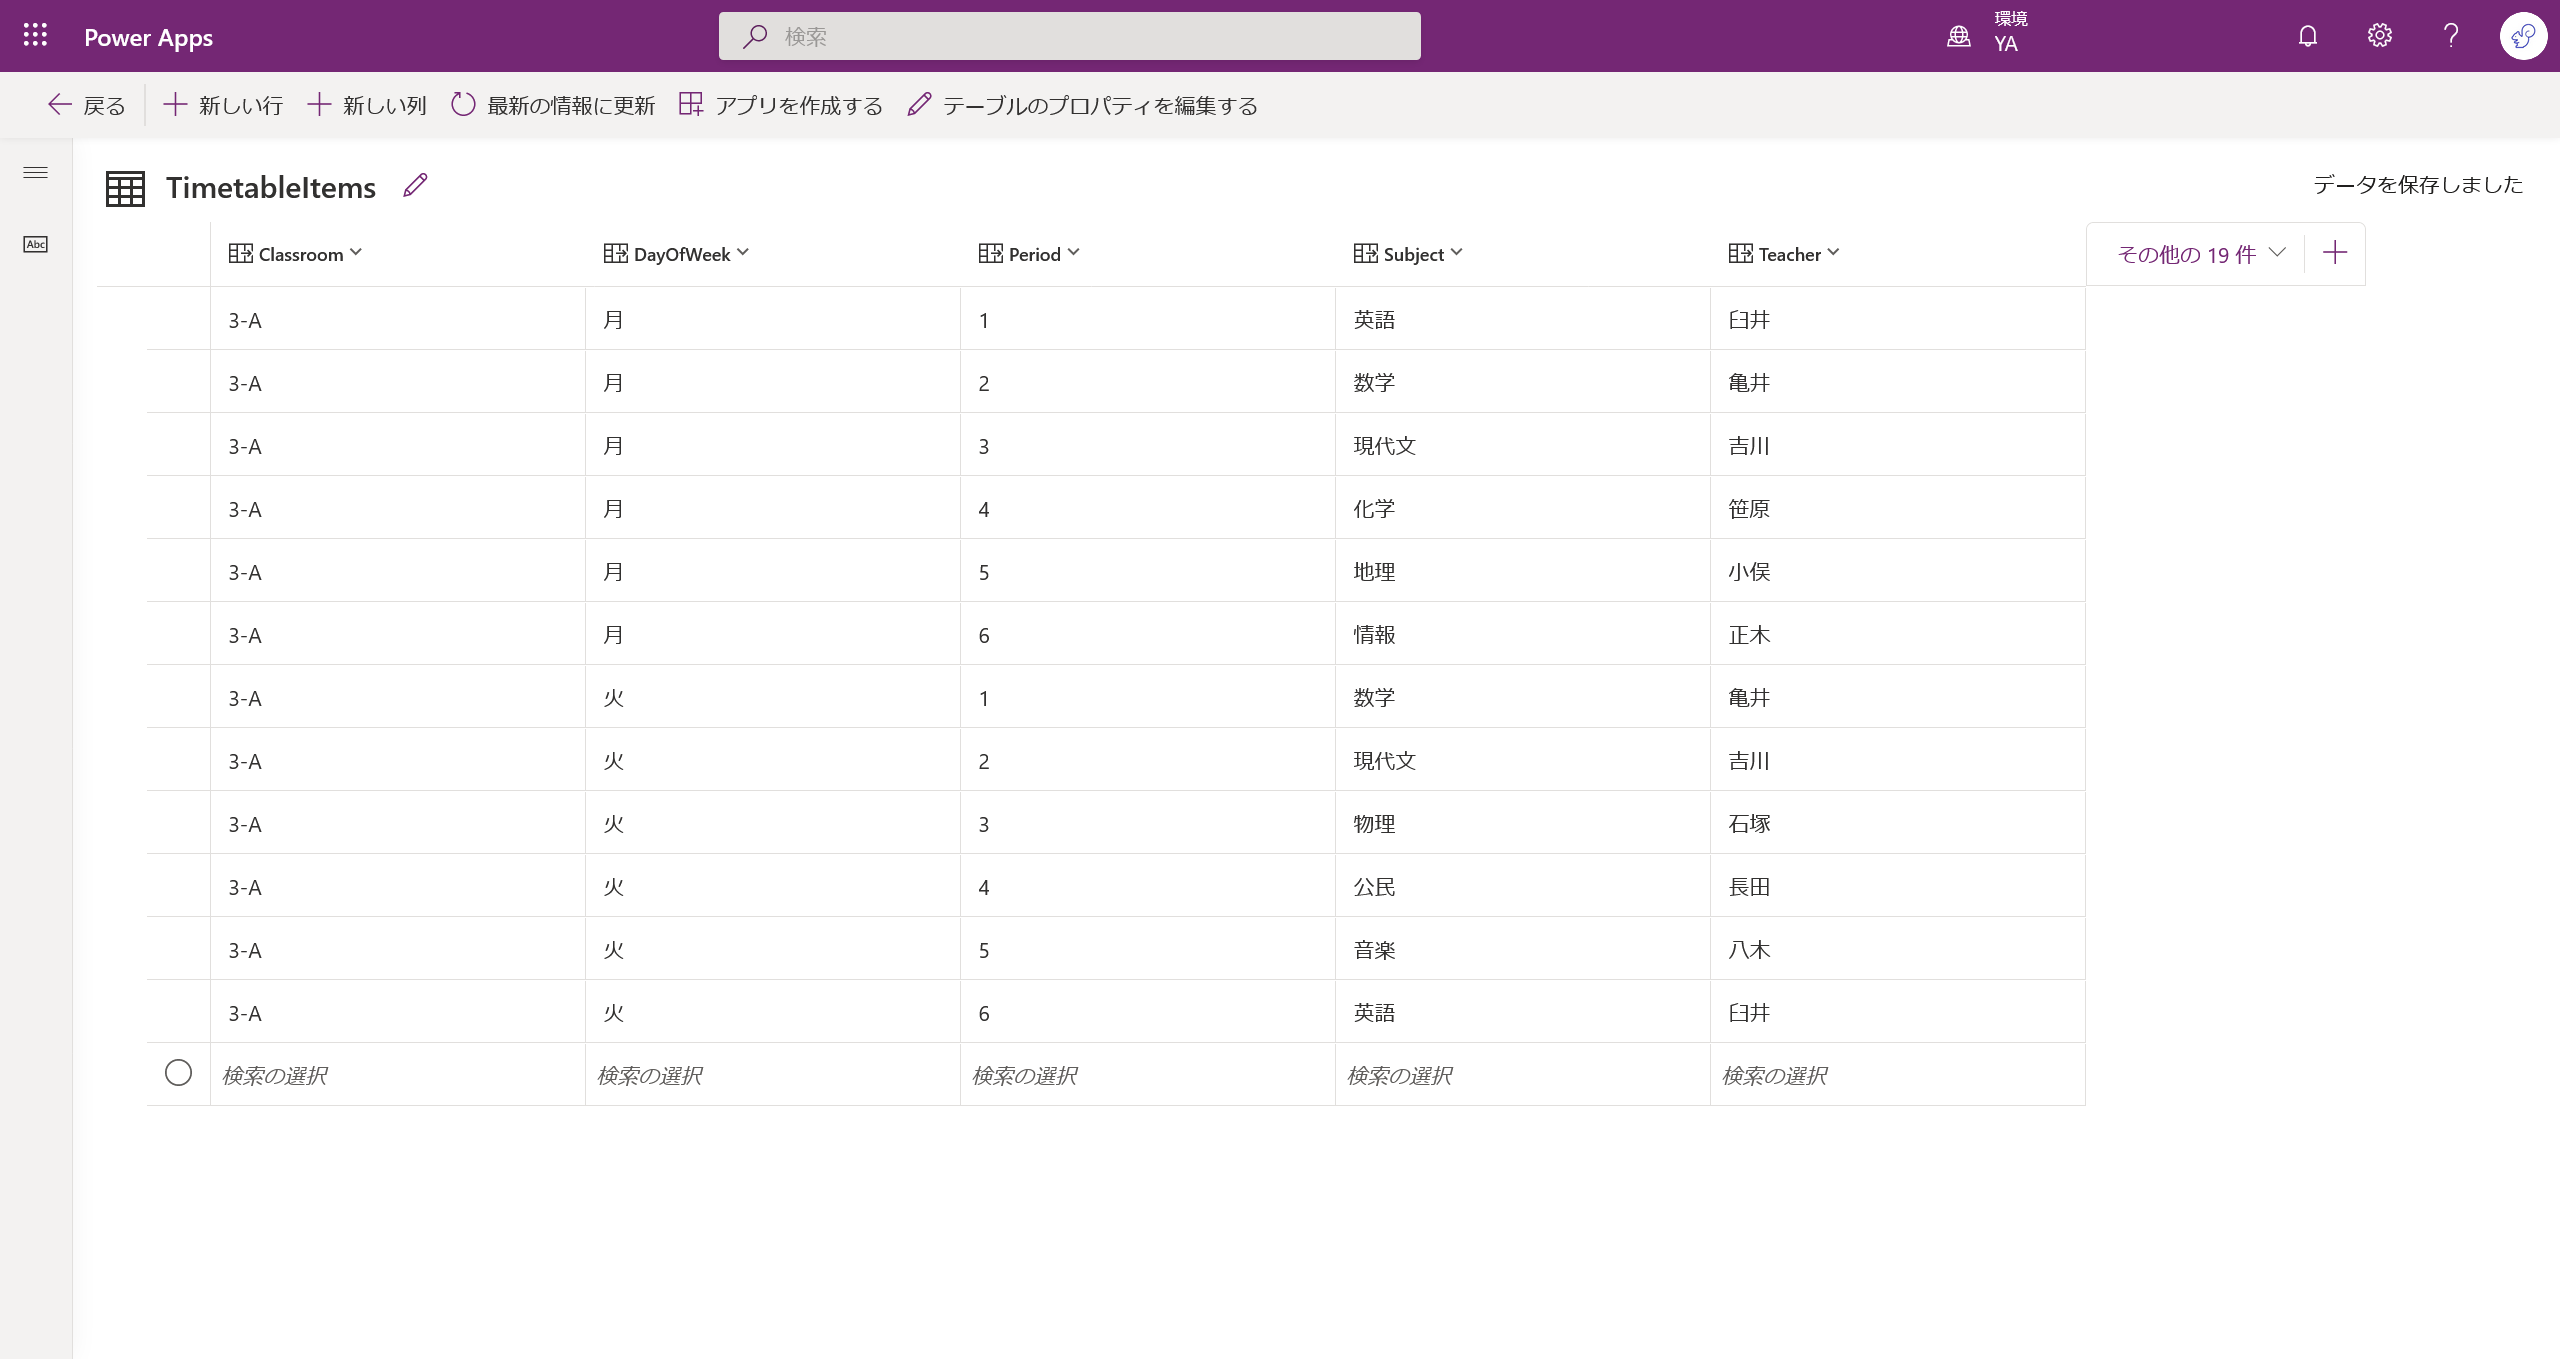 Power Apps
検索
環境
YA
戻る 新しい行 新しい列 最新の情報に更新 アプリを作成する テーブルのプロパティを編集する
TimetableItems
データを保存しました
Abc
Classroom DayOfWeek Period Subject Teacher その他の 19 件
3-A 月 1 英語 臼井
3-A 月 2 数学 亀井
3-A 月 3 現代文 吉川
3-A 月 4 化学 笹原
3-A 月 5 地理 小俣
3-A 月 6 情報 正木
3-A 火 1 数学 亀井
3-A 火 2 現代文 吉川
3-A 火 3 物理 石塚
3-A 火 4 公民 長田
3-A 火 5 音楽 八木
3-A 火 6 英語 臼井
検索の選択 検索の選択 検索の選択 検索の選択 検索の選択